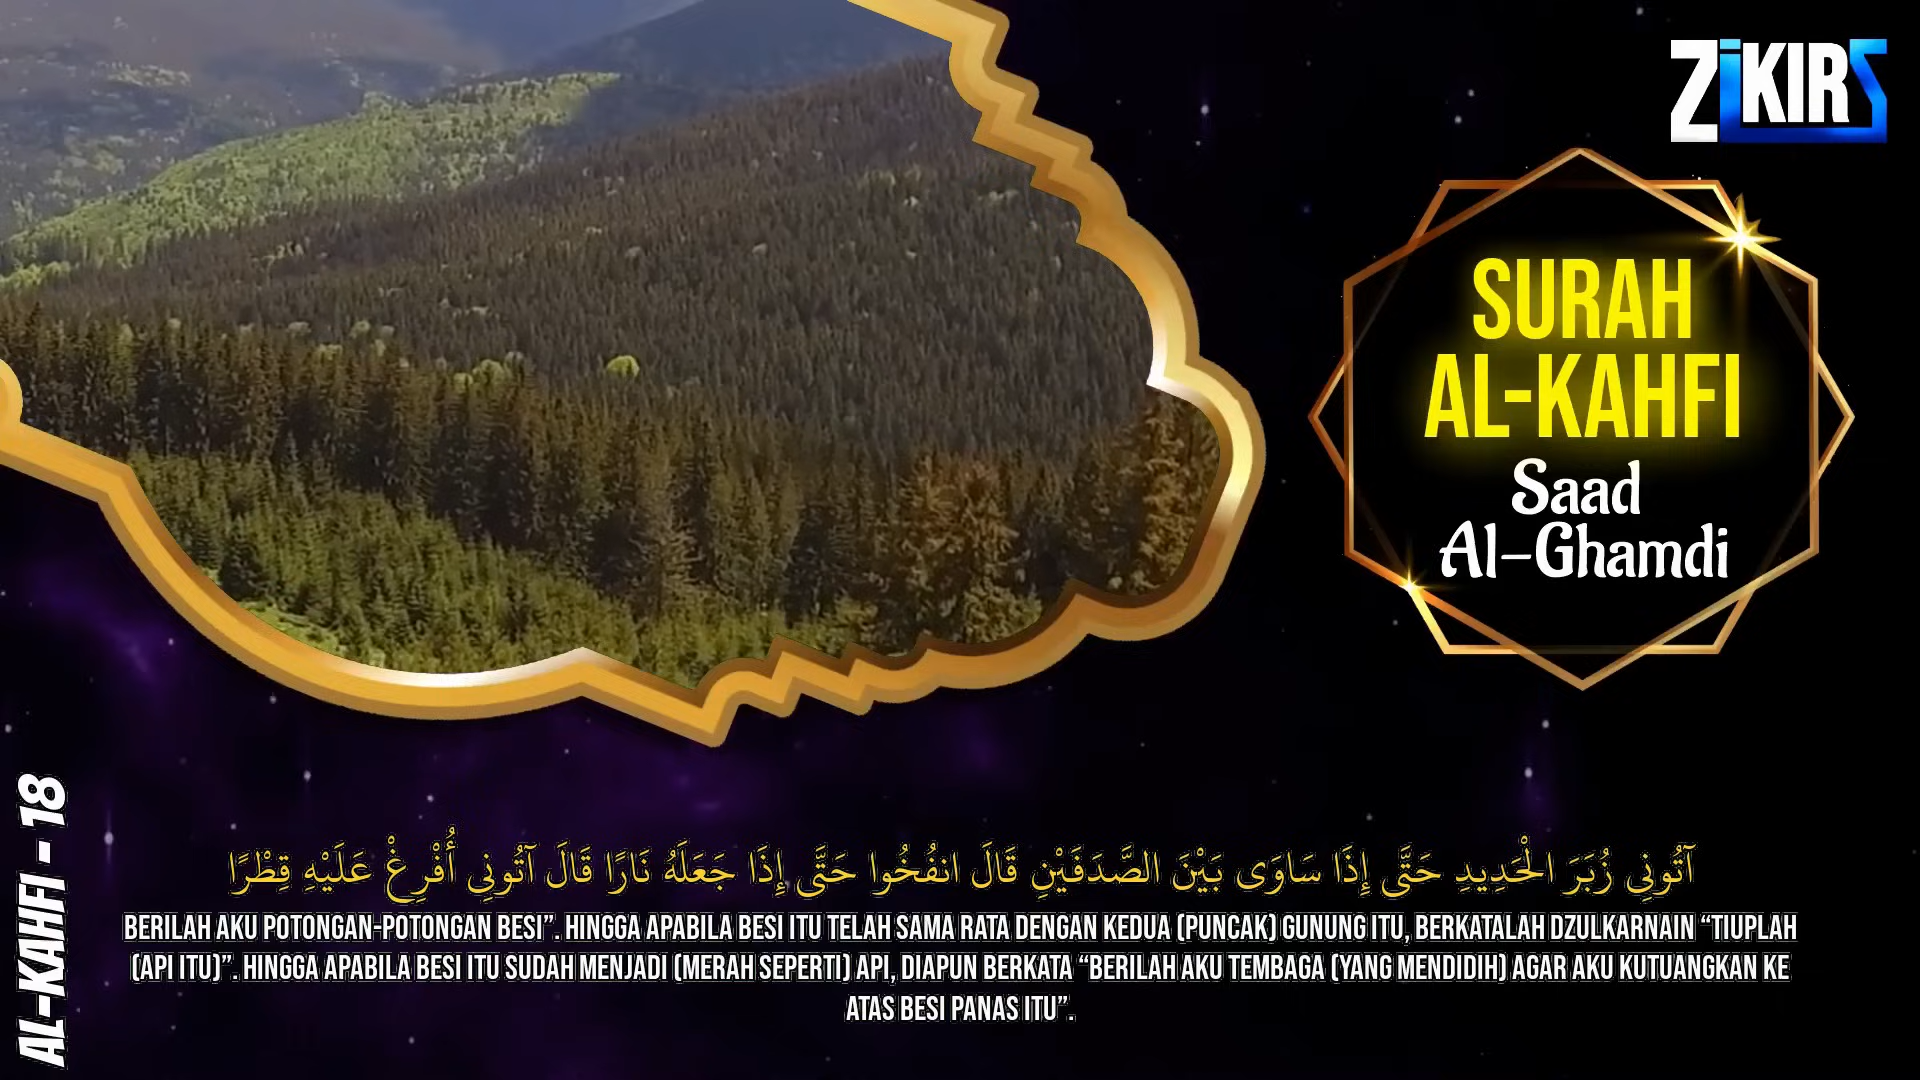 ZIKIRS
SURAH
AL-KAHFI
Saad
Al-Ghamdi
AL-KAHFI - 18
آتُونِي زُبَرَ الْحَدِيدِ حَتَّى إِذَا سَاوَى بَيْنَ الصَّدَفَيْنِ قَالَ انفُخُوا حَتَّى إِذَا جَعَلَهُ نَارًا قَالَ آتُونِي أُفْرِغْ عَلَيْهِ قِطْرًا
BERILAH AKU POTONGAN-POTONGAN BESI”. HINGGA APABILA BESI ITU TELAH SAMA RATA DENGAN KEDUA (PUNCAK) GUNUNG ITU, BERKATALAH DZULKARNAIN “TIUPLAH
(API ITU)”. HINGGA APABILA BESI ITU SUDAH MENJADI (MERAH SEPERTI) API, DIAPUN BERKATA “BERILAH AKU TEMBAGA (YANG MENDIDIH) AGAR AKU KUTUANGKAN KE
ATAS BESI PANAS ITU”.